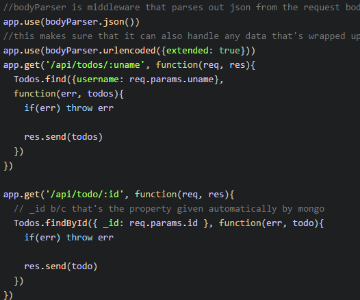 //bodyParser is middleware that parses out json from the request bod
app.use(bodyParser.json())
//this makes sure that it can also handle any data that's wrapped up
app.use(bodyParser.urlencoded({extended: true}))
app.get('/api/todos/:uname', function(req, res){
Todos.find({username: req.params.uname},
function(err, todos){
if(err) throw err
res.send(todos)
})
})
app.get('/api/todo/:id', function(req, res){
// _id b/c that's the property given automatically by mongo
Todos.findById({ _id: req.params.id }, function(err, todo){
if(err) throw err
res.send(todo)
})
})